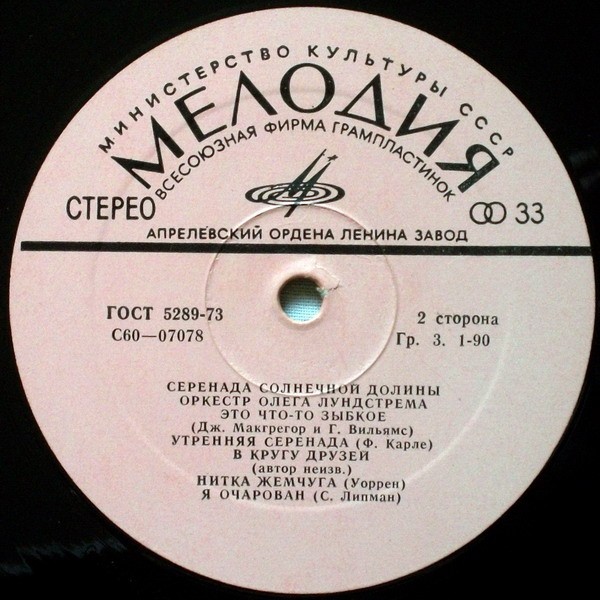 МИНИСТЕРСТВО КУЛЬТУРЫ СССР
МЕЛОДИЯ
ВСЕСОЮЗНАЯ ФИРМА ГРАМПЛАСТИНОК
СТЕРЕО
33
АПРЕЛЕВСКИЙ ОРДЕНА ЛЕНИНА ЗАВОД
ГОСТ 5289-73
С60—07078
2 сторона
Гр. 3. 1-90
СЕРЕНАДА СОЛНЕЧНОЙ ДОЛИНЫ
ОРКЕСТР ОЛЕГА ЛУНДСТРЕМА
ЭТО ЧТО-ТО ЗЫБКОЕ
(Дж. Макгрегор и Г. Вильямс)
УТРЕННЯЯ СЕРЕНАДА (Ф. Карле)
В КРУГУ ДРУЗЕЙ
(автор неизв.)
НИТКА ЖЕМЧУГА (Уоррен)
Я ОЧАРОВАН (С. Липман)